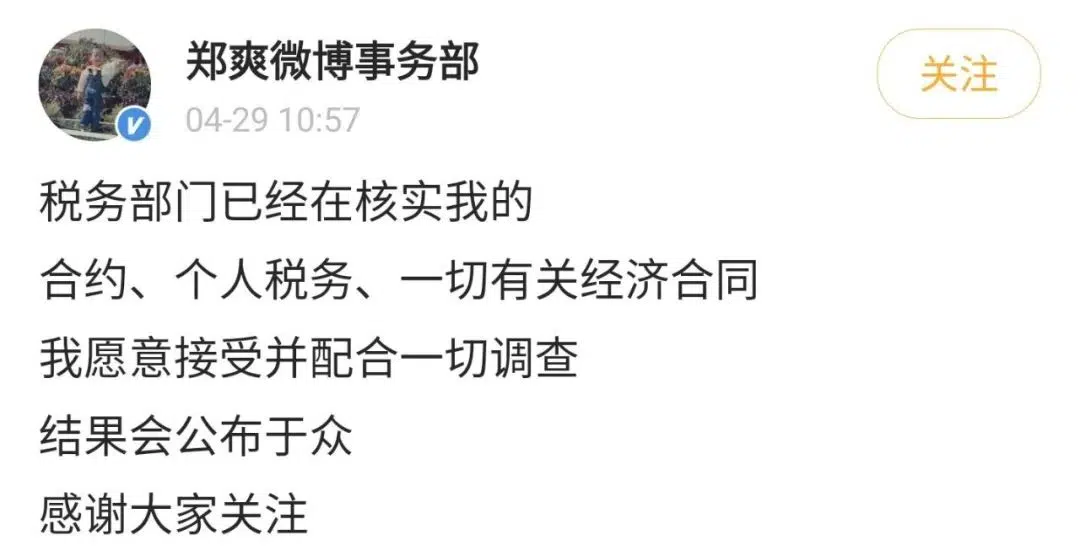 郑爽微博事务部
04-29 10:57
关注
税务部门已经在核实我的
合约、个人税务、一切有关经济合同
我愿意接受并配合一切调查
结果会公布于众
感谢大家关注